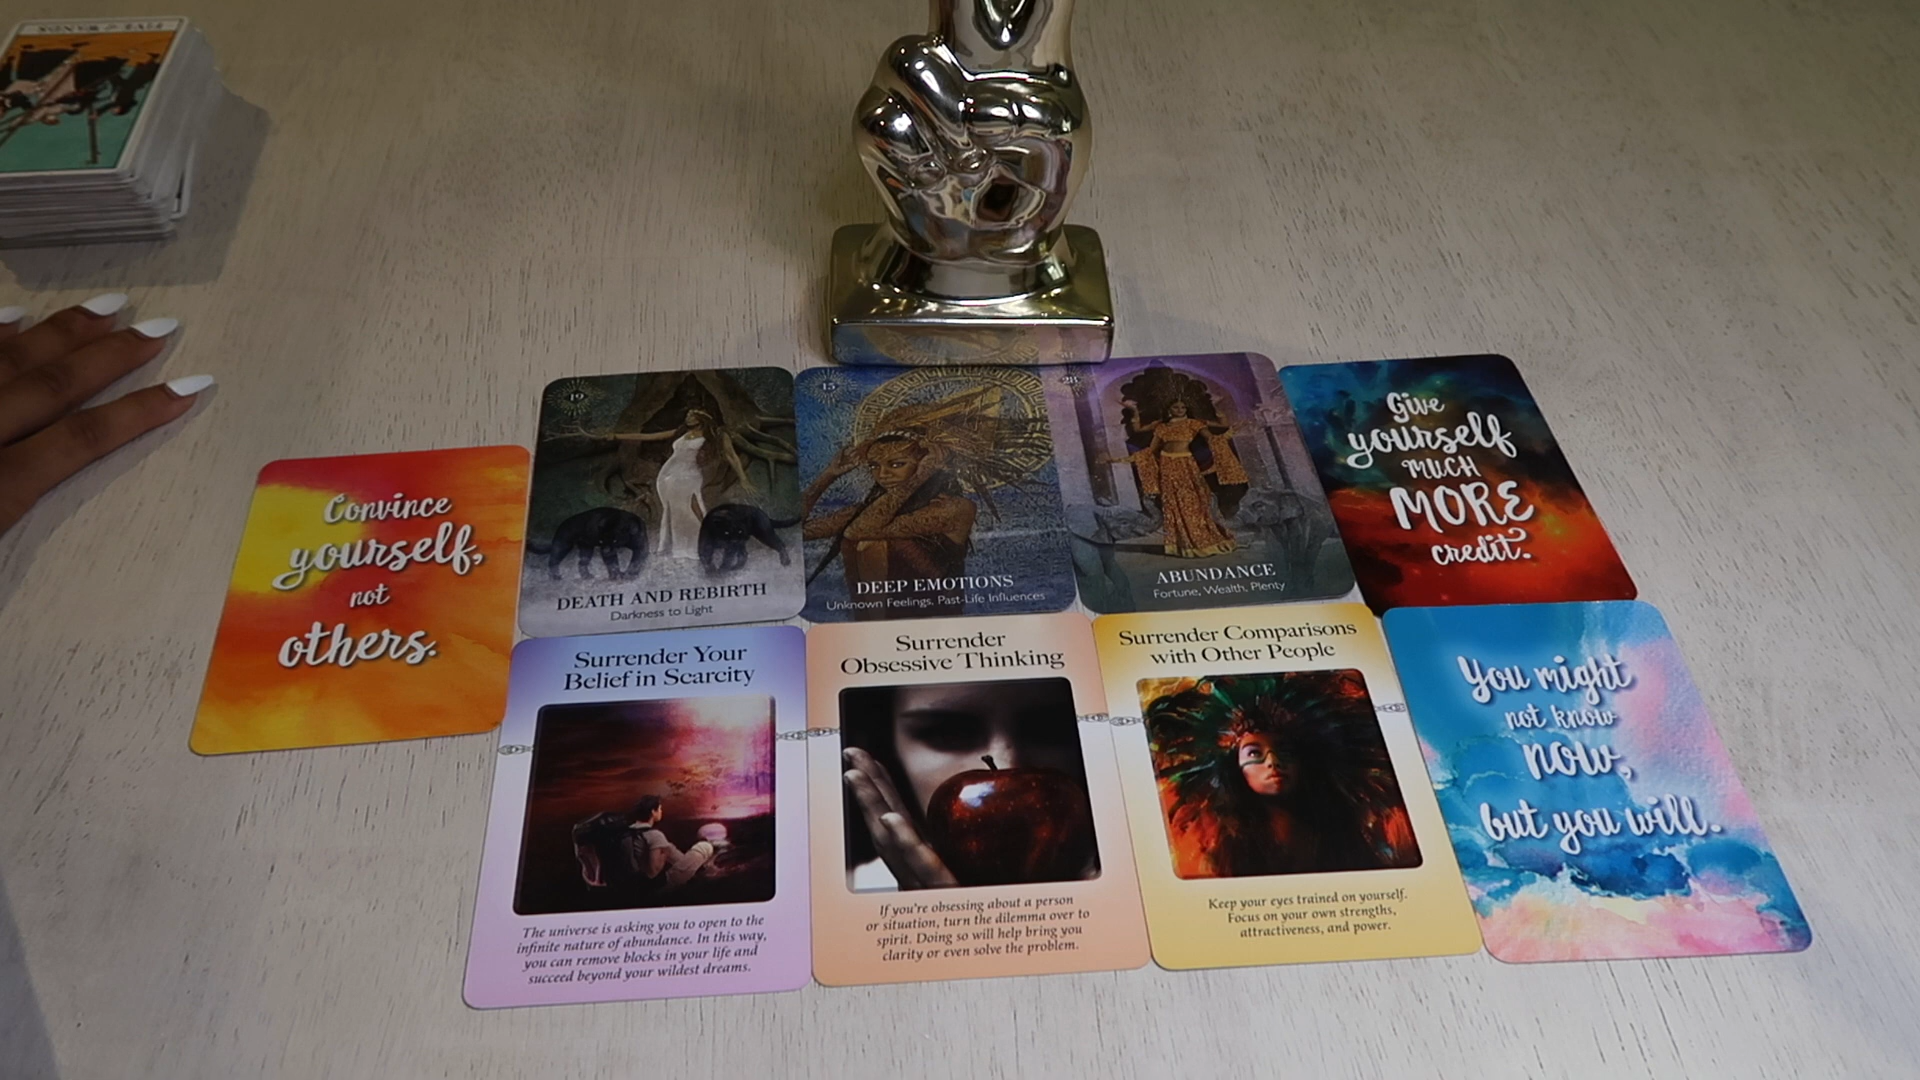 FIVE of WANDS
Convince
yourself,
not
others.
19
DEATH AND REBIRTH
Darkness to Light
15
DEEP EMOTIONS
Unknown Feelings, Past-Life Influences
28
ABUNDANCE
Fortune, Wealth, Plenty
Give
yourself
MUCH
MORE
credit.
Surrender Your
Belief in Scarcity
The universe is asking you to open to the
infinite nature of abundance. In this way,
you can remove blocks in your life and
succeed beyond your wildest dreams.
Surrender
Obsessive Thinking
If you're obsessing about a person
or situation, turn the dilemma over to
spirit. Doing so will help bring you
clarity or even solve the problem.
Surrender Comparisons
with Other People
Keep your eyes trained on yourself.
Focus on your own strengths,
attractiveness, and power.
You might
not know
now,
but you will.